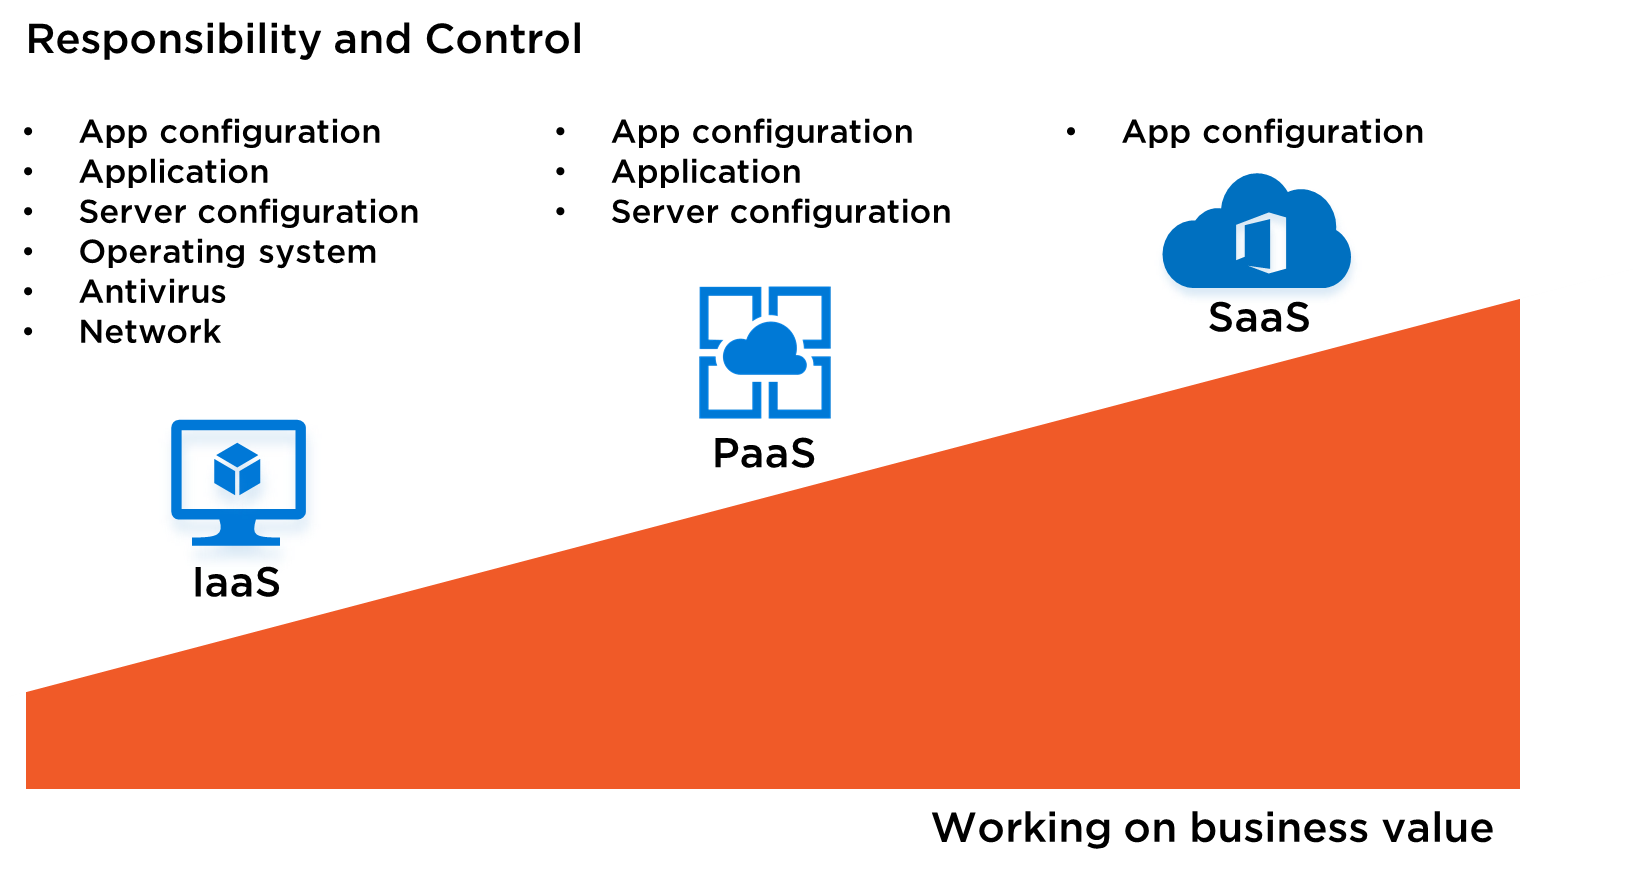 Responsibility and Control
• App configuration
• Application
• Server configuration
• Operating system
• Antivirus
• Network
IaaS
• App configuration
• Application
• Server configuration
PaaS
• App configuration
SaaS
Working on business value